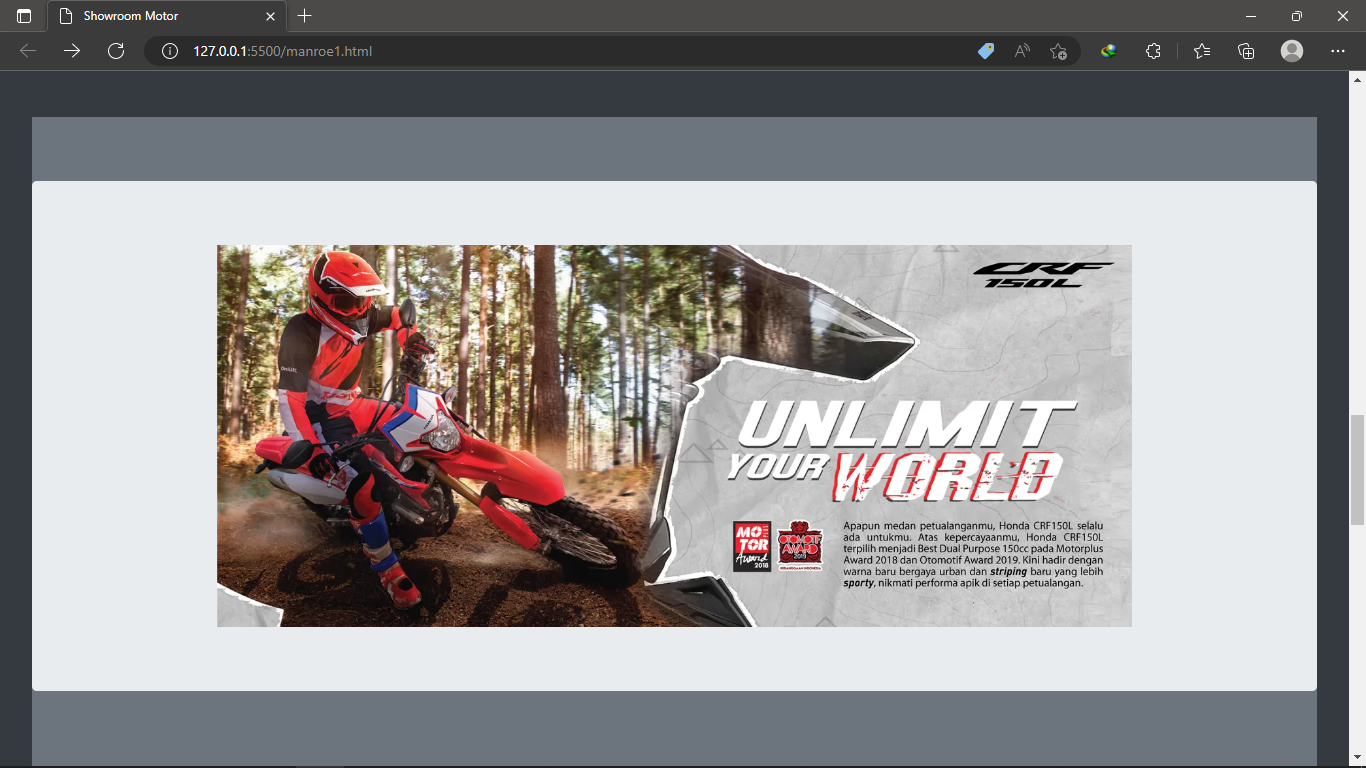 Showroom Motor
127.0.0.1:5500/manroe1.html
CRF
150L
UNLIMIT
YOUR WORLD
MOTOR
PLUS
Award
2018
OTOMOTIF
AWARD
2019
KEBANGGAAN INDONESIA
Apapun medan petualanganmu, Honda CRF150L selalu
ada untukmu. Atas kepercayaanmu, Honda CRF150L
terpilih menjadi Best Dual Purpose 150cc pada Motorplus
Award 2018 dan Otomotif Award 2019. Kini hadir dengan
warna baru bergaya urban dan striping baru yang lebih
sporty, nikmati performa apik di setiap petualangan.